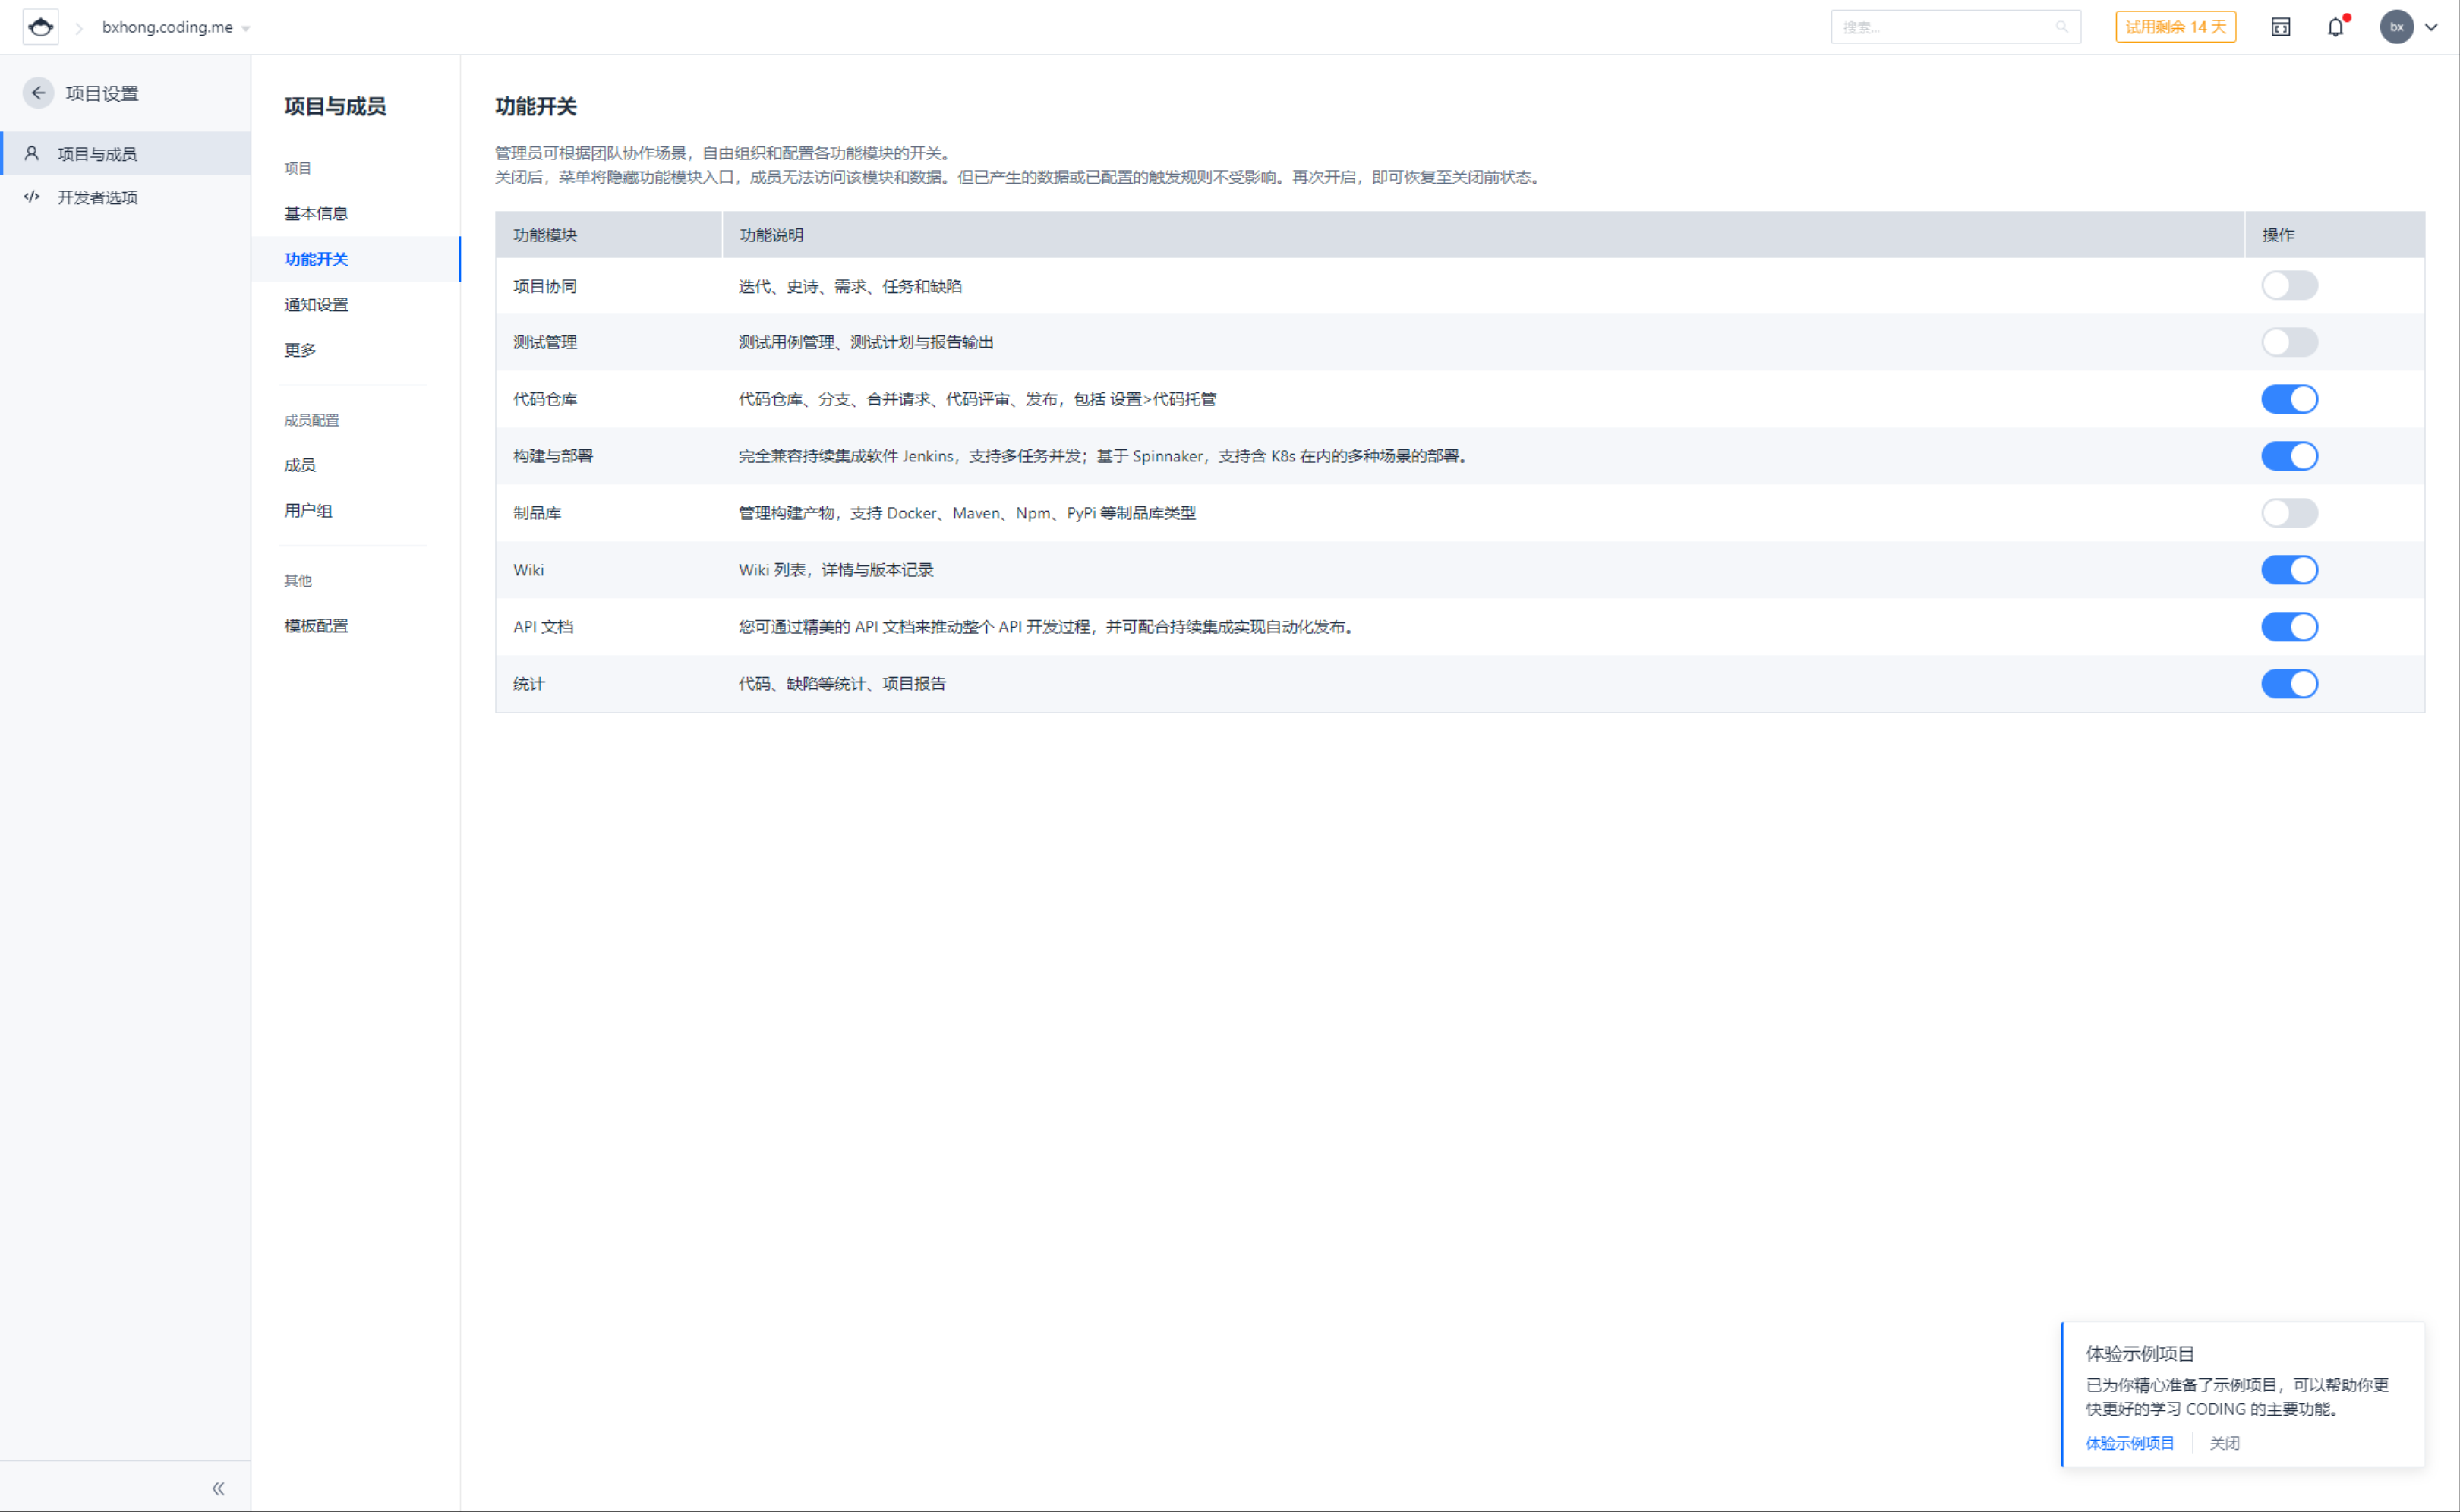 bxhong.coding.me
搜索...
试用剩余 14 天
bx
项目设置
项目与成员
开发者选项
项目与成员
项目
基本信息
功能开关
通知设置
更多
成员配置
成员
用户组
其他
模板配置
功能开关
管理员可根据团队协作场景，自由组织和配置各功能模块的开关。
关闭后，菜单将隐藏功能模块入口，成员无法访问该模块和数据。但已产生的数据或已配置的触发规则不受影响。再次开启，即可恢复至关闭前状态。
功能模块 功能说明 操作
项目协同 迭代、史诗、需求、任务和缺陷
测试管理 测试用例管理、测试计划与报告输出
代码仓库 代码仓库、分支、合并请求、代码评审、发布，包括 设置>代码托管
构建与部署 完全兼容持续集成软件 Jenkins，支持多任务并发；基于 Spinnaker，支持含 K8s 在内的多种场景的部署。
制品库 管理构建产物，支持 Docker、Maven、Npm、PyPi 等制品库类型
Wiki Wiki 列表，详情与版本记录
API 文档 您可通过精美的 API 文档来推动整个 API 开发过程，并可配合持续集成实现自动化发布。
统计 代码、缺陷等统计、项目报告
体验示例项目
已为你精心准备了示例项目，可以帮助你更
快更好的学习 CODING 的主要功能。
体验示例项目 关闭